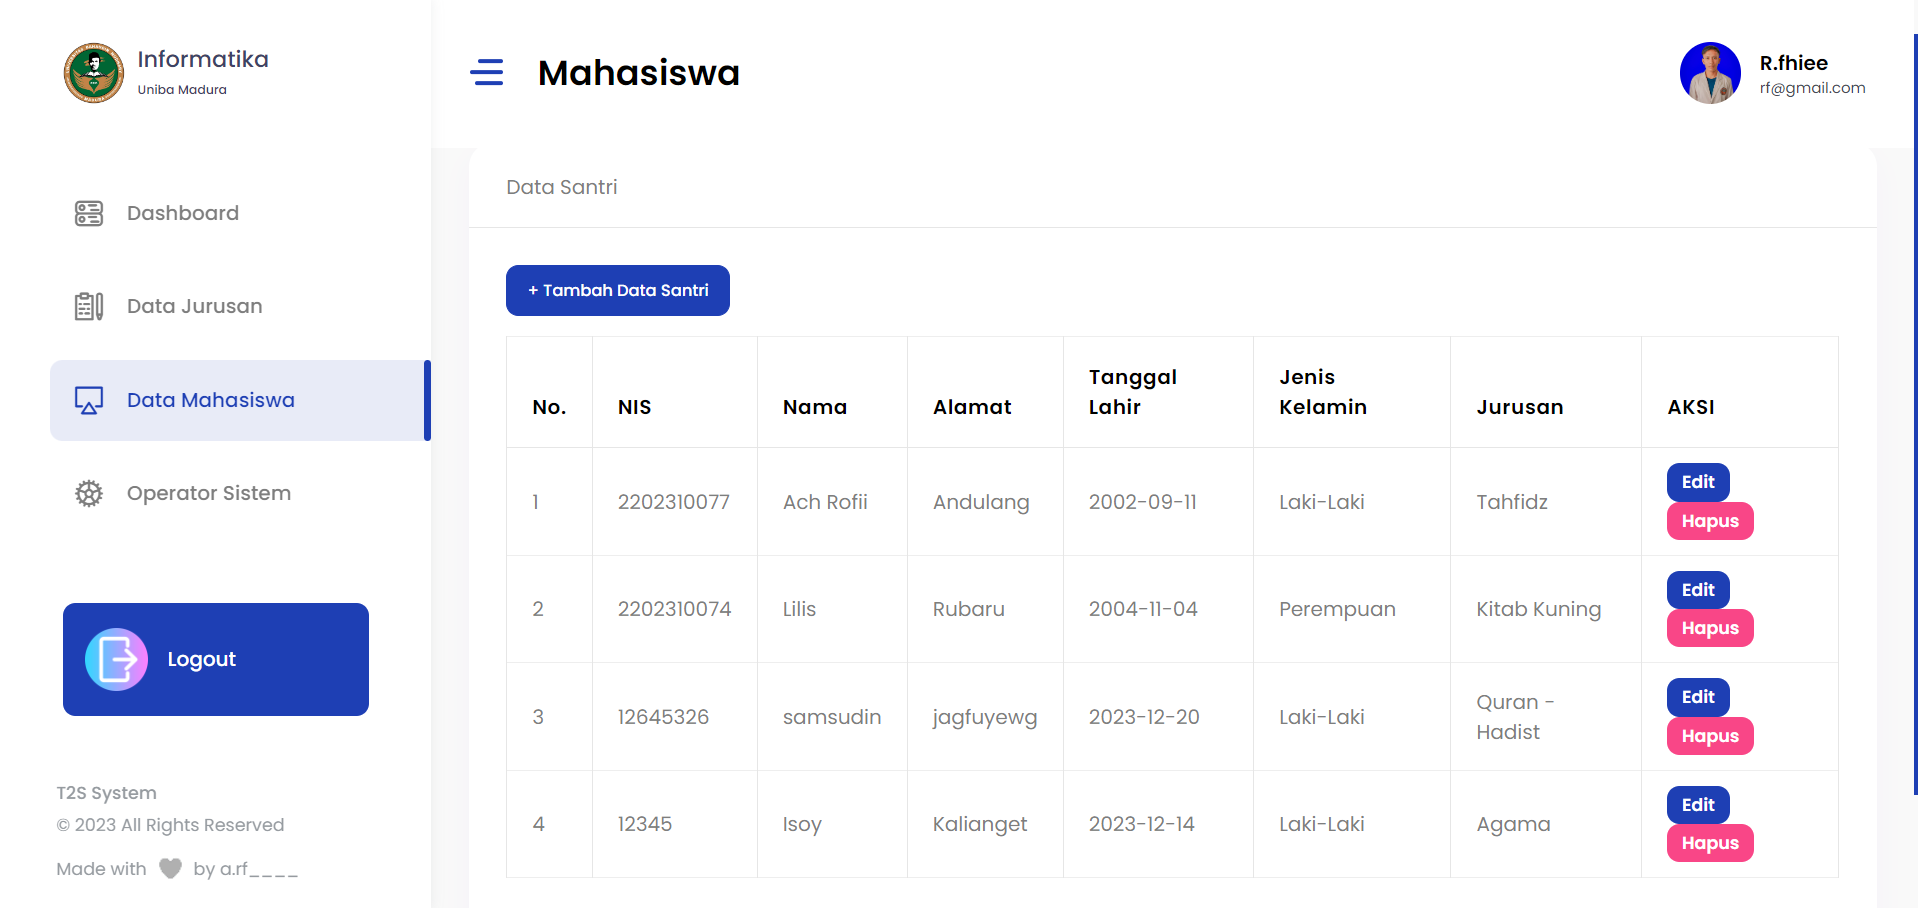 Informatika
Uniba Madura
Dashboard
Data Jurusan
Data Mahasiswa
Operator Sistem
Logout
T2S System
© 2023 All Rights Reserved
Made with by a.rf____
Mahasiswa
R.fhiee
rf@gmail.com
Data Santri
+ Tambah Data Santri
No. NIS Nama Alamat Tanggal Lahir Jenis Kelamin Jurusan AKSI
1 2202310077 Ach Rofii Andulang 2002-09-11 Laki-Laki Tahfidz Edit Hapus
2 2202310074 Lilis Rubaru 2004-11-04 Perempuan Kitab Kuning Edit Hapus
3 12645326 samsudin jagfuyewg 2023-12-20 Laki-Laki Quran - Hadist Edit Hapus
4 12345 Isoy Kalianget 2023-12-14 Laki-Laki Agama Edit Hapus